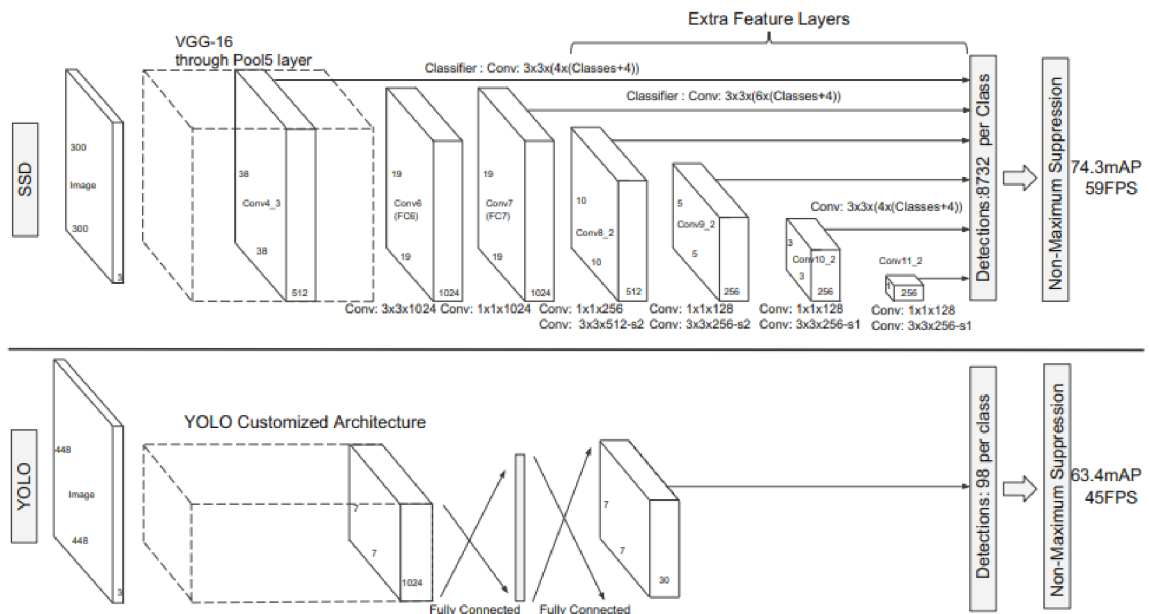 Extra Feature Layers
VGG-16
through Pool5 layer
Classifier : Conv: 3x3x(4x(Classes+4))
Classifier : Conv: 3x3x(6x(Classes+4))
SSD
300
Image
300
3
38
Conv4_3
38
512
19
Conv6
(FC6)
19
1024
19
Conv7
(FC7)
19
1024
10
Conv8_2
10
512
5
Conv9_2
5
256
Conv: 3x3x(4x(Classes+4))
3
Conv10_2
3
256
Conv11_2
1
256
Conv: 3x3x1024
Conv: 1x1x1024
Conv: 1x1x256
Conv: 3x3x512-s2
Conv: 1x1x128
Conv: 3x3x256-s2
Conv: 1x1x128
Conv: 3x3x256-s1
Conv: 1x1x128
Conv: 3x3x256-s1
Detections:8732 per Class
Non-Maximum Suppression
74.3mAP
59FPS
YOLO
448
Image
448
3
YOLO Customized Architecture
7
7
1024
Fully Connected
Fully Connected
7
7
30
Detections: 98 per class
Non-Maximum Suppression
63.4mAP
45FPS